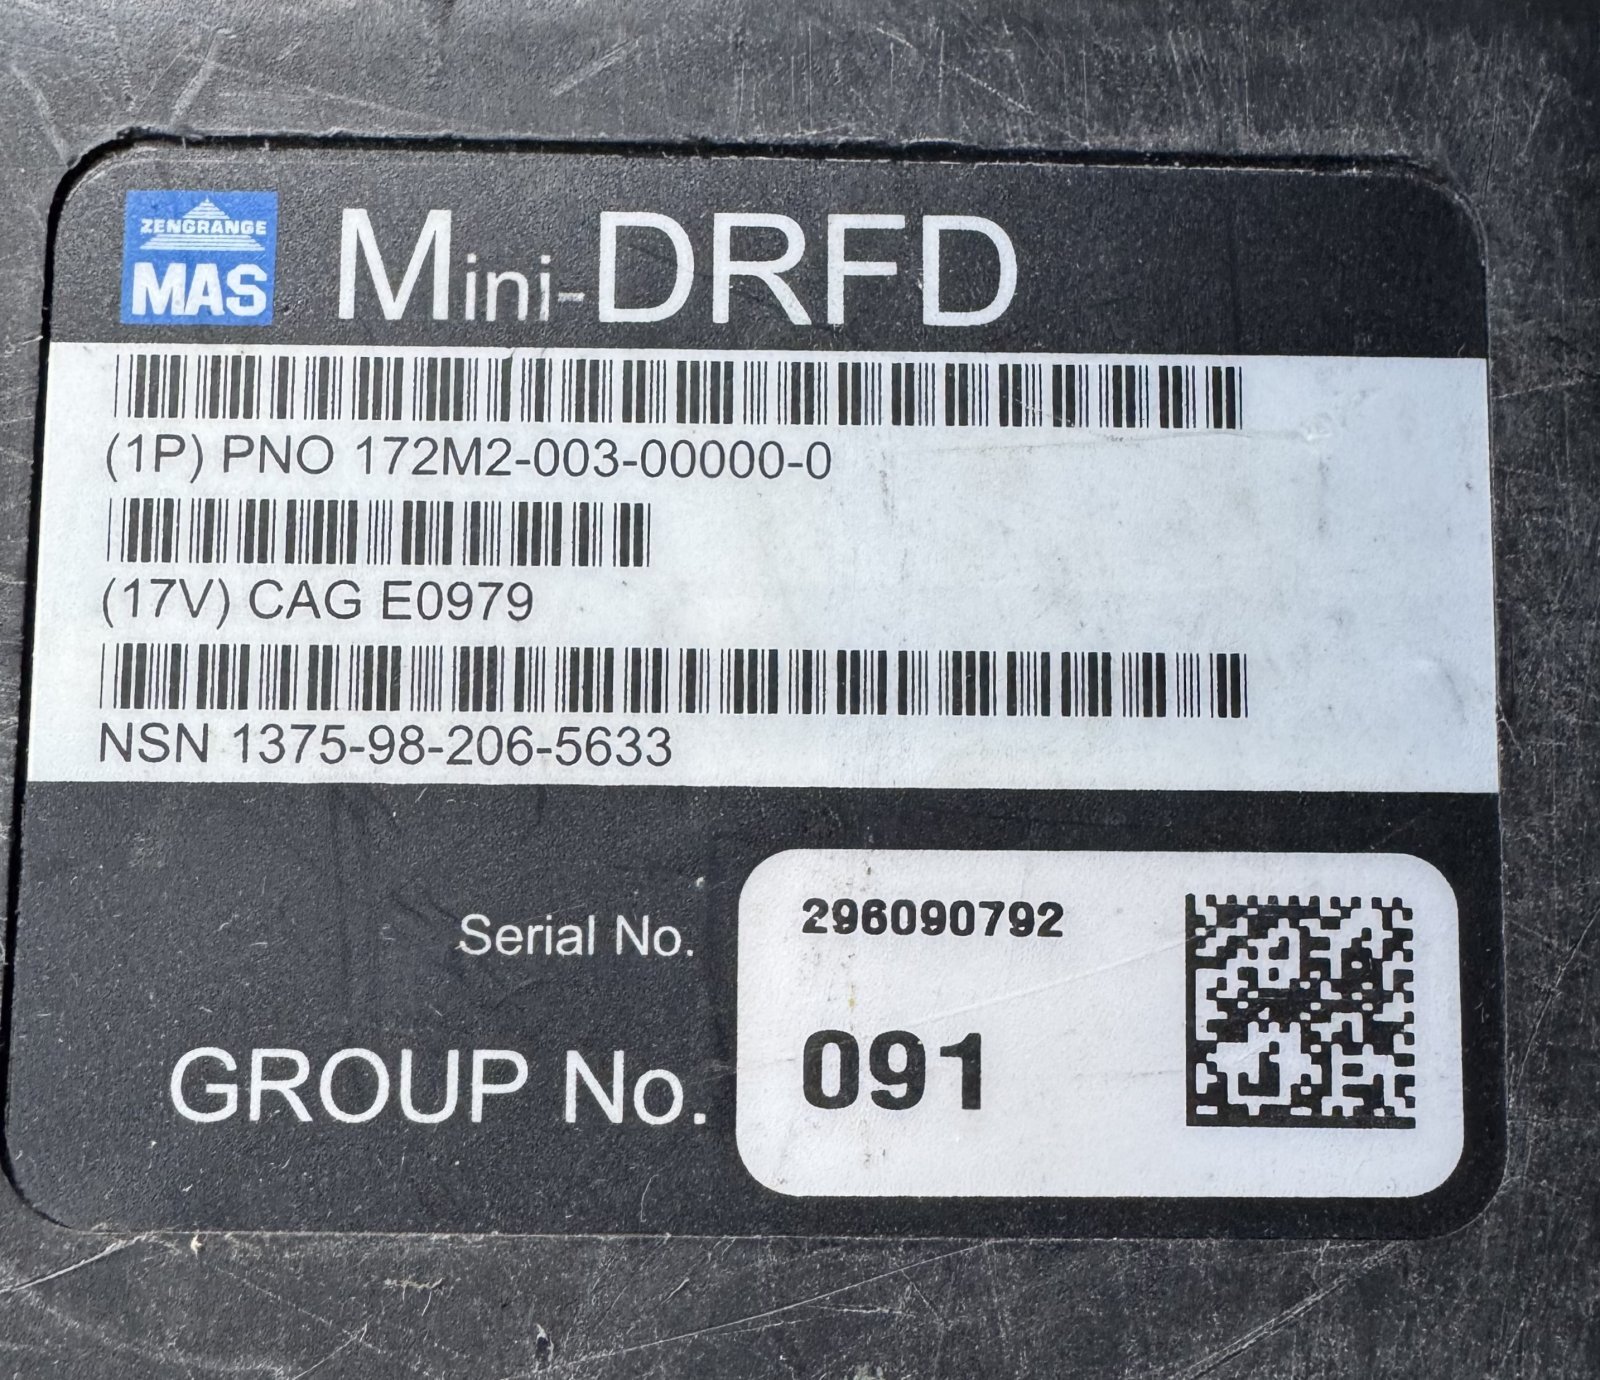 ZENGRANGE
MAS
Mini-DRFD
(1P) PNO 172M2-003-00000-0
(17V) CAG E0979
NSN 1375-98-206-5633
Serial No. 296090792
GROUP No. 091